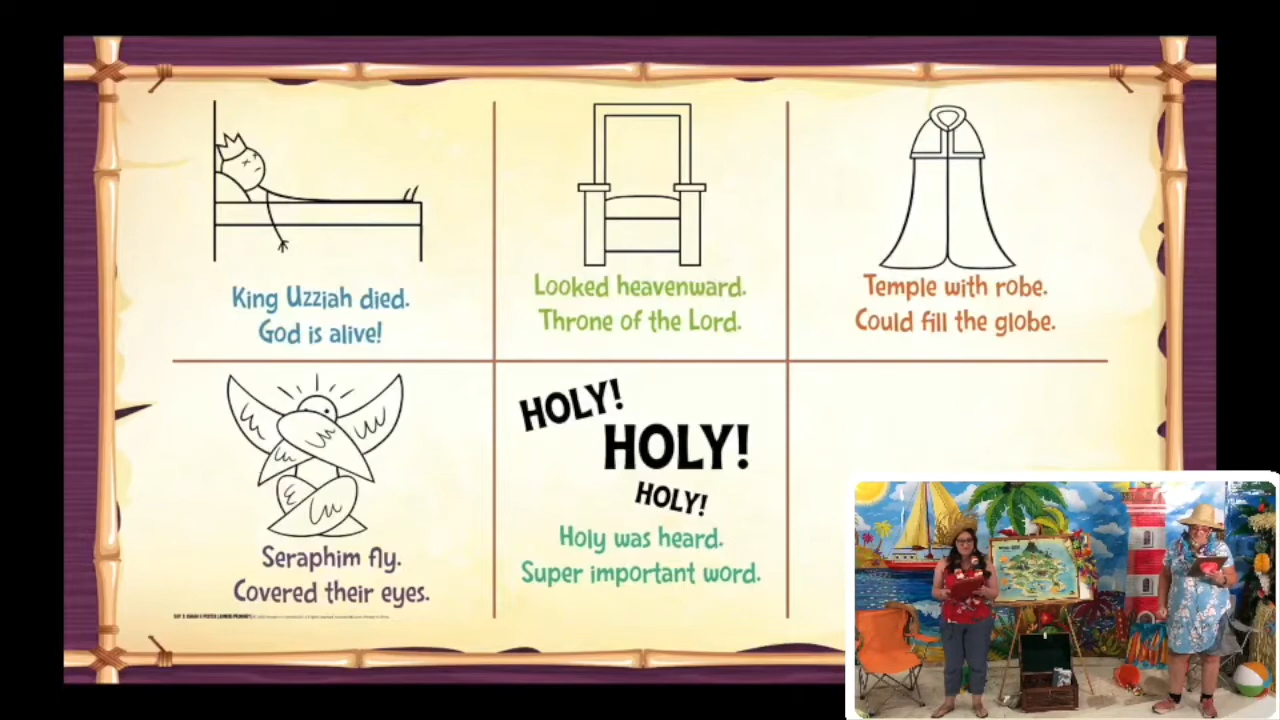 King Uzziah died.
God is alive!
Looked heavenward.
Throne of the Lord.
Temple with robe.
Could fill the globe.
Seraphim fly.
Covered their eyes.
HOLY!
HOLY!
HOLY!
Holy was heard.
Super important word.